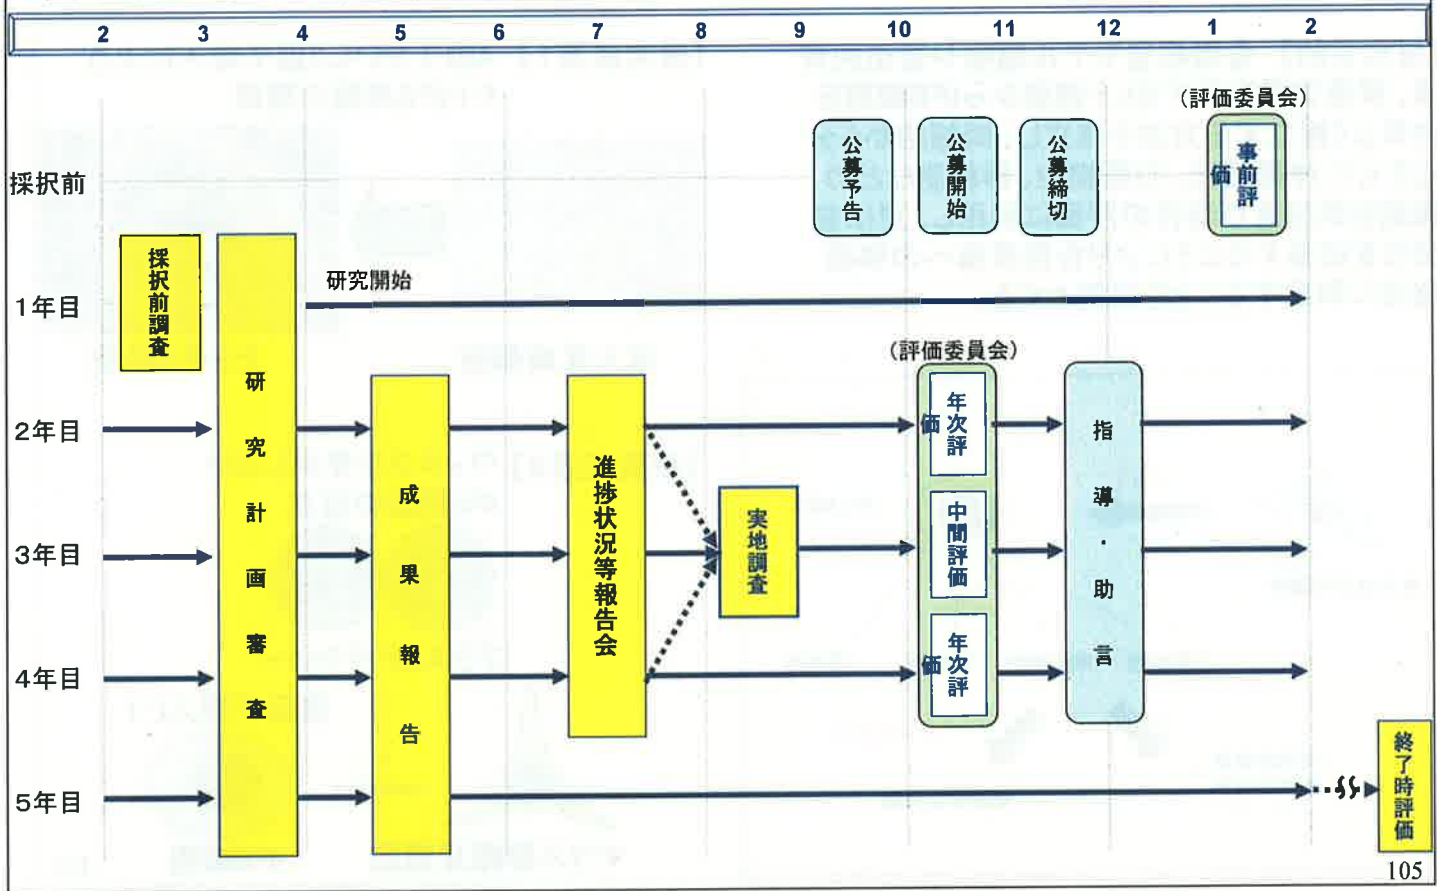 2 3 4 5 6 7 8 9 10 11 12 1 2
(評価委員会)
採択前
公募予告
公募開始
公募締切
事前評価
採択前調査
研究計画審査
研究開始
1年目
(評価委員会)
2年目
成果報告
進捗状況等報告会
年次評価
指導・助言
3年目
実地調査
中間評価
4年目
年次評価
5年目
終了時評価
105